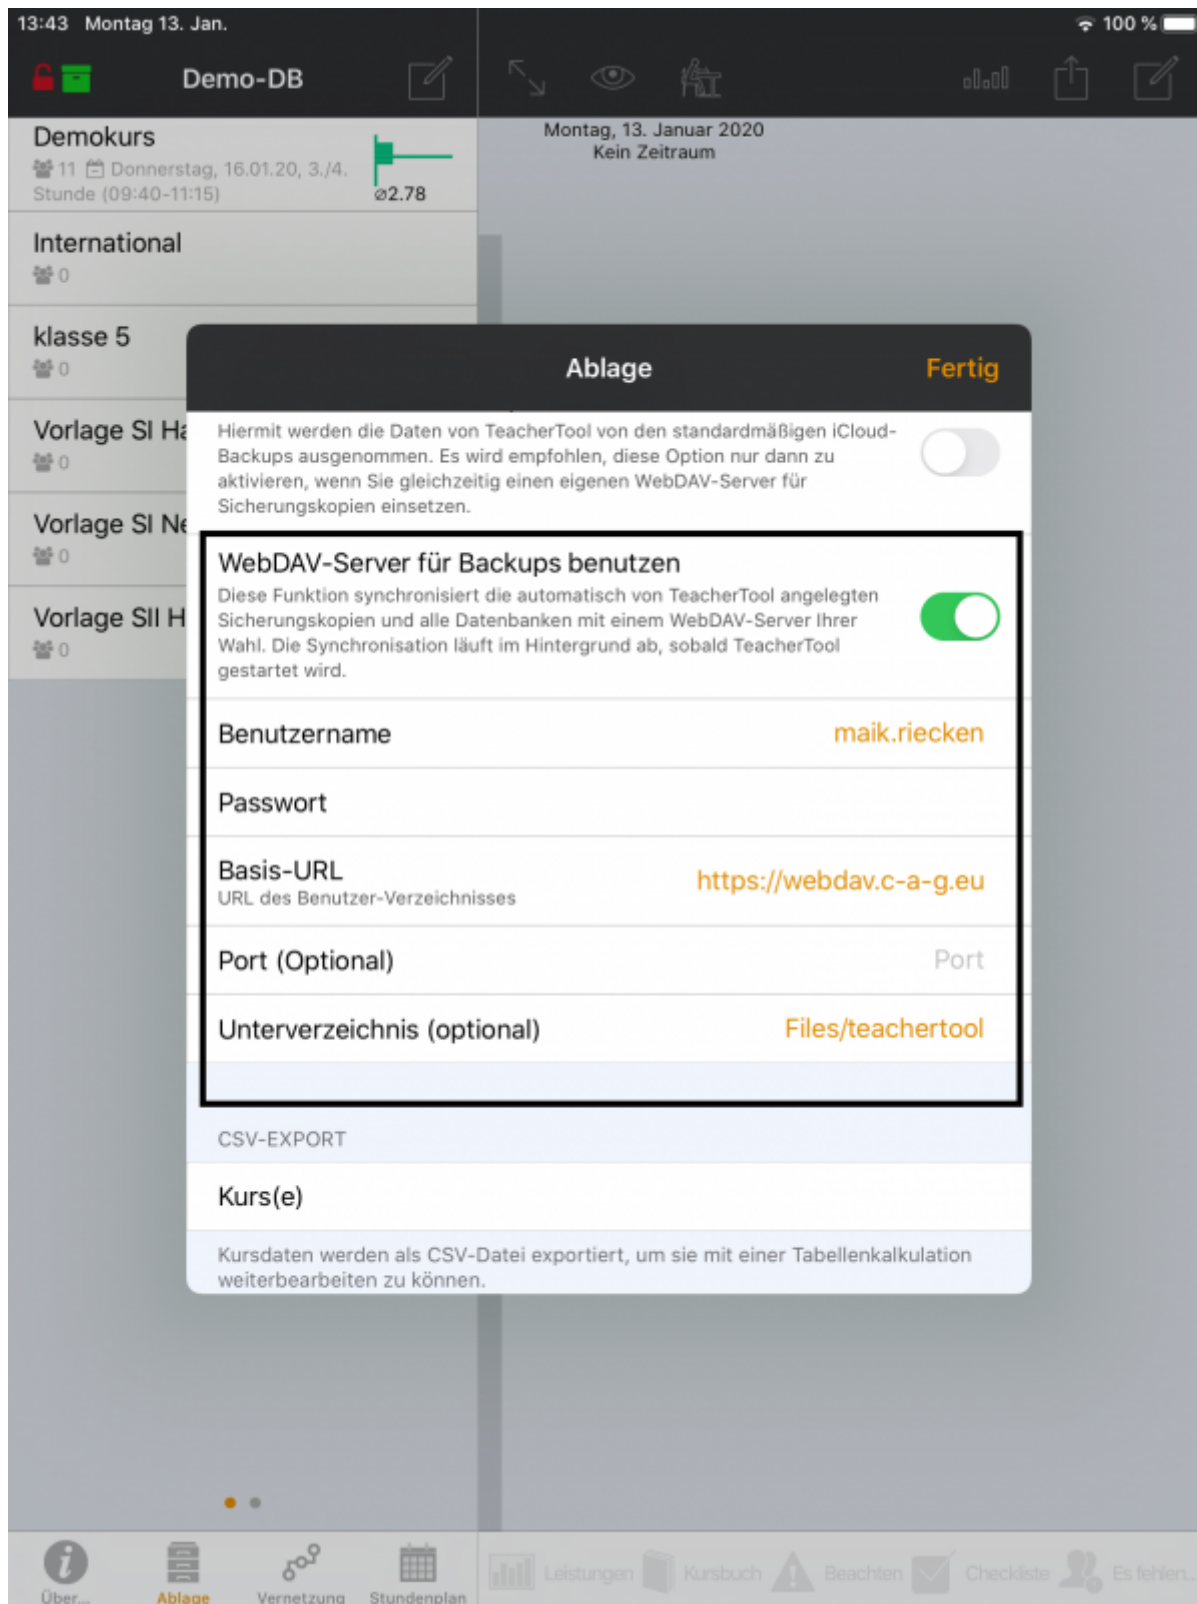 13:43 Montag 13. Jan.
100 %
Demo-DB
Demokurs
11 Donnerstag, 16.01.20, 3./4.
Stunde (09:40-11:15)
⌀2.78
Montag, 13. Januar 2020
Kein Zeitraum
International
0
klasse 5
0
Vorlage SI Ha
0
Vorlage SI Ne
0
Vorlage SII H
0
Ablage
Fertig
Hiermit werden die Daten von TeacherTool von den standardmäßigen iCloud-
Backups ausgenommen. Es wird empfohlen, diese Option nur dann zu
aktivieren, wenn Sie gleichzeitig einen eigenen WebDAV-Server für
Sicherungskopien einsetzen.
WebDAV-Server für Backups benutzen
Diese Funktion synchronisiert die automatisch von TeacherTool angelegten
Sicherungskopien und alle Datenbanken mit einem WebDAV-Server Ihrer
Wahl. Die Synchronisation läuft im Hintergrund ab, sobald TeacherTool
gestartet wird.
Benutzername
maik.riecken
Passwort
Basis-URL
URL des Benutzer-Verzeichnisses
https://webdav.c-a-g.eu
Port (Optional)
Port
Unterverzeichnis (optional)
Files/teachertool
CSV-EXPORT
Kurs(e)
Kursdaten werden als CSV-Datei exportiert, um sie mit einer Tabellenkalkulation
weiterbearbeiten zu können.
Über...
Ablage
Vernetzung
Stundenplan
Leistungen
Kursbuch
Beachten
Checkliste
Es fehlen...